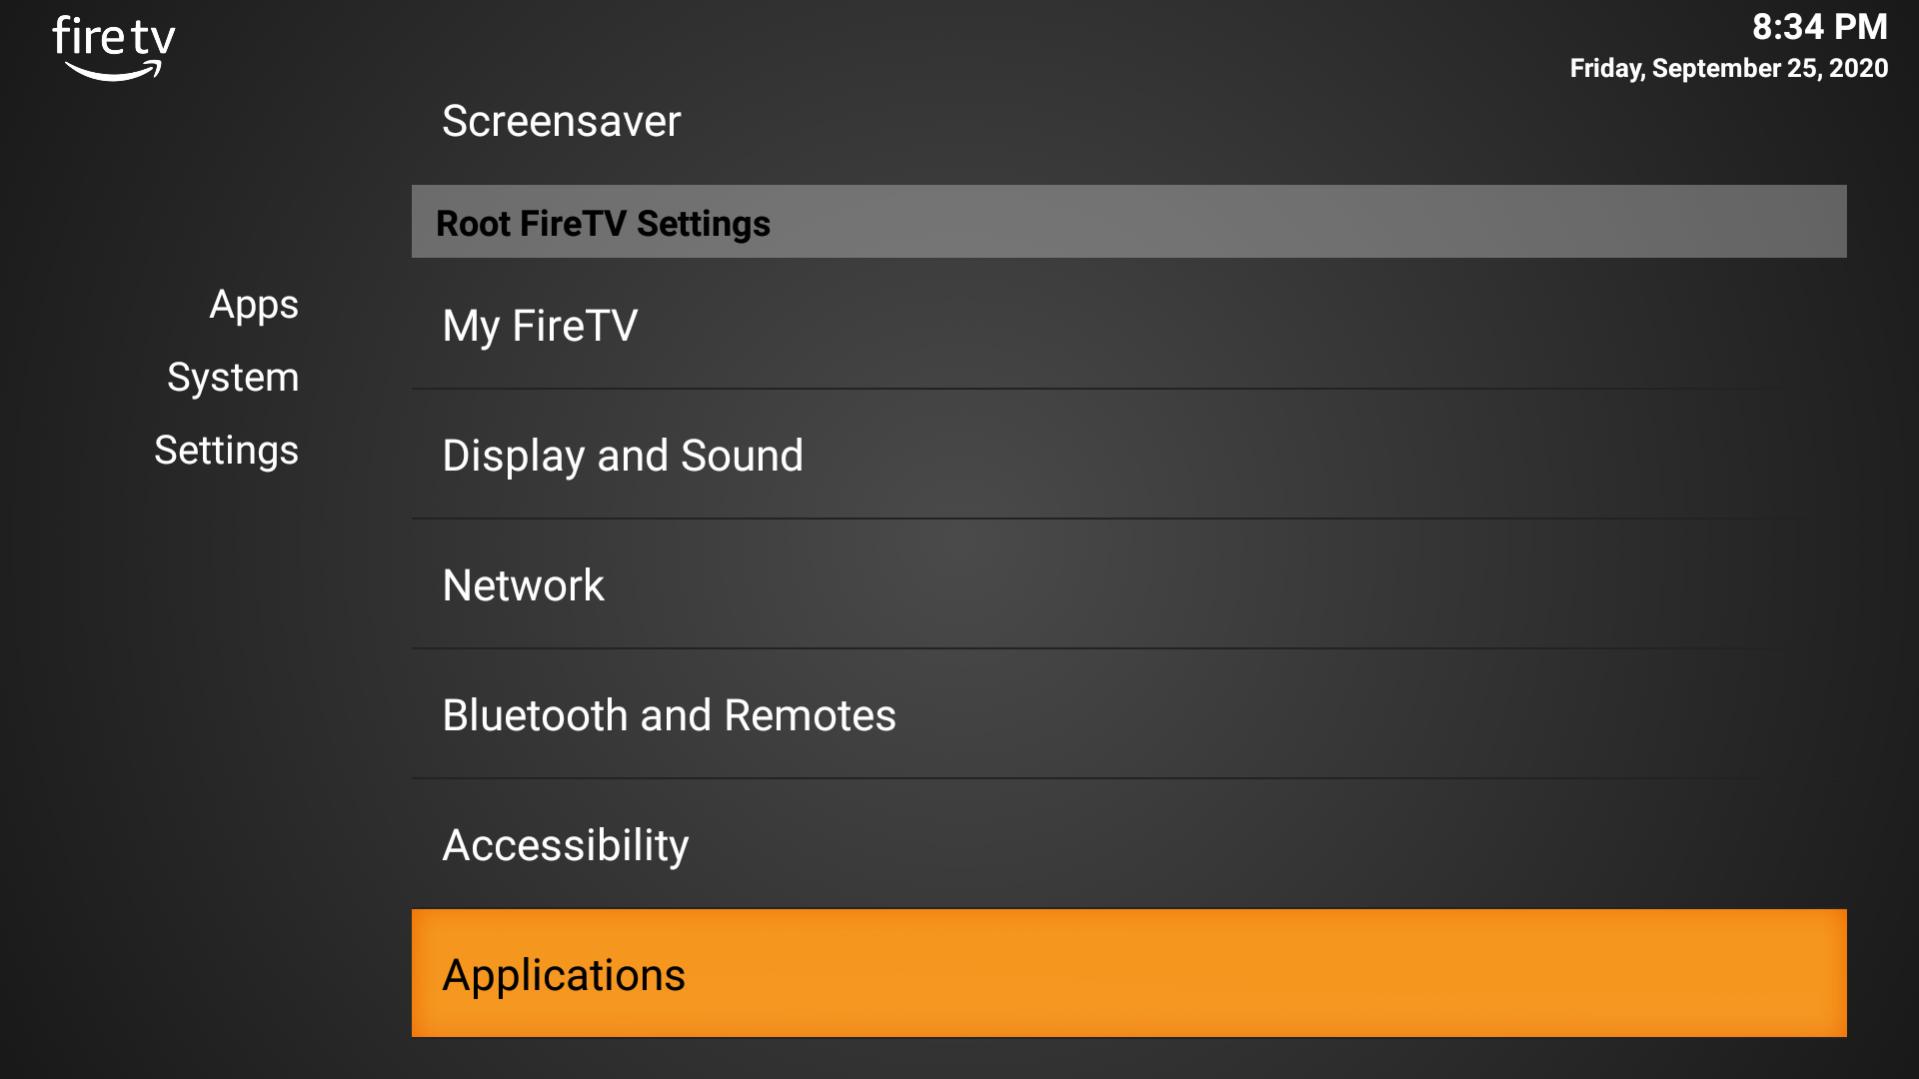 fire tv
8:34 PM
Friday, September 25, 2020
Apps
System
Settings
Screensaver
Root FireTV Settings
My FireTV
Display and Sound
Network
Bluetooth and Remotes
Accessibility
Applications